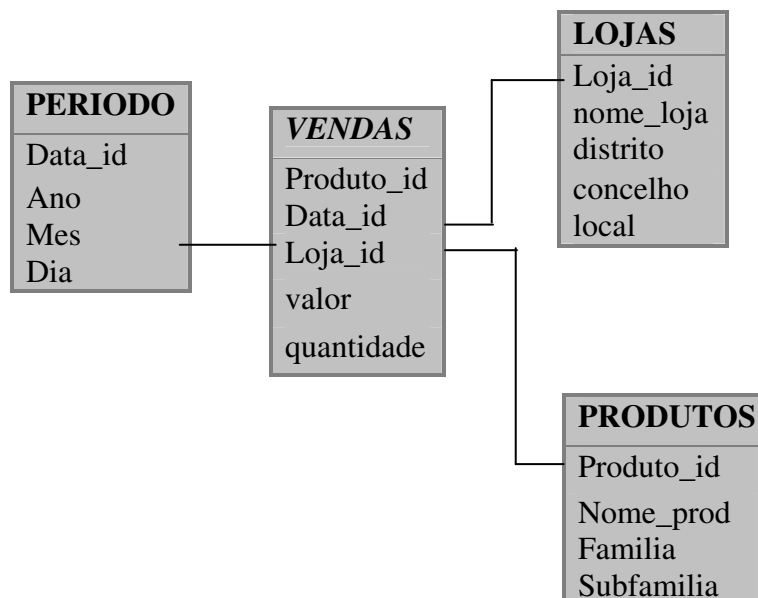 PERIODO
Data_id
Ano
Mes
Dia
VENDAS
Produto_id
Data_id
Loja_id
valor
quantidade
LOJAS
Loja_id
nome_loja
distrito
concelho
local
PRODUTOS
Produto_id
Nome_prod
Familia
Subfamilia